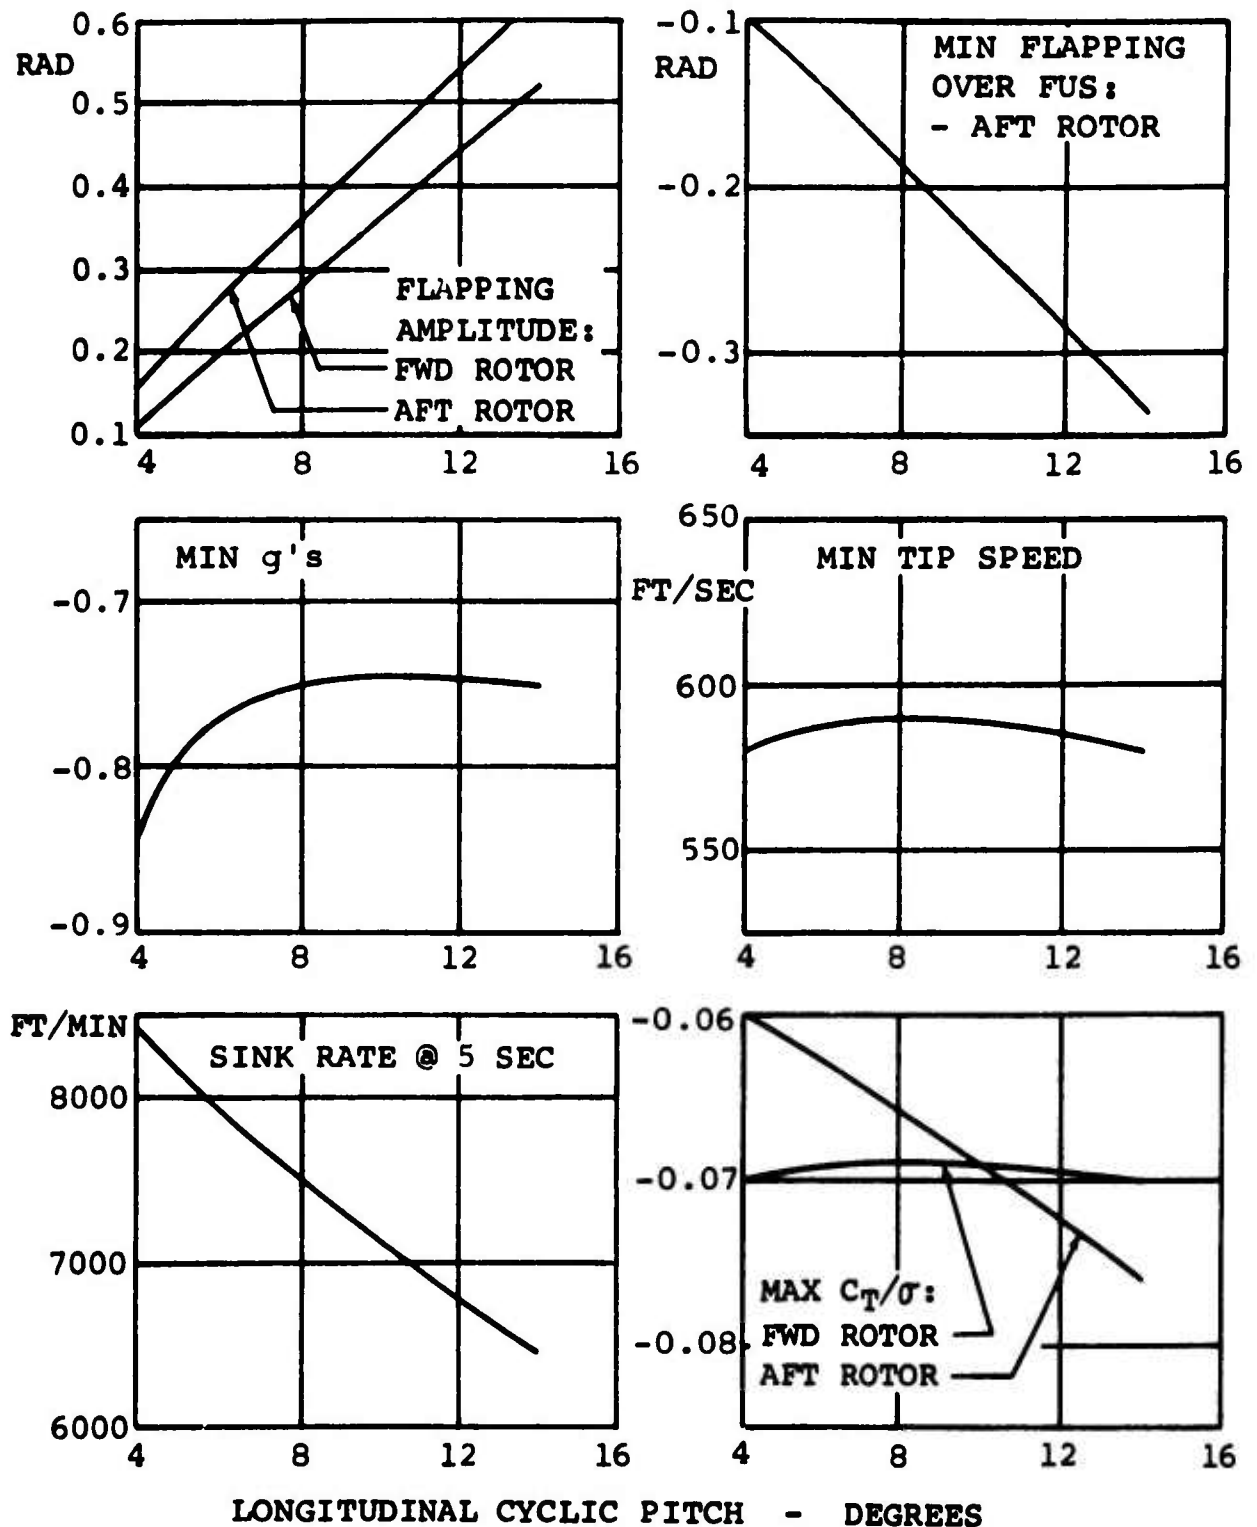 0.6
RAD
0.5
0.4
0.3
0.2
0.1
4 8 12 16
FLAPPING
AMPLITUDE:
FWD ROTOR
AFT ROTOR
-0.1
RAD
-0.2
-0.3
4 8 12 16
MIN FLAPPING
OVER FUS:
- AFT ROTOR
MIN g's
-0.7
-0.8
-0.9
4 8 12 16
650
FT/SEC
600
550
4 8 12 16
MIN TIP SPEED
FT/MIN
8000
7000
6000
4 8 12 16
SINK RATE @ 5 SEC
-0.06
-0.07
-0.08
4 8 12 16
MAX CT/σ:
FWD ROTOR
AFT ROTOR
LONGITUDINAL CYCLIC PITCH - DEGREES